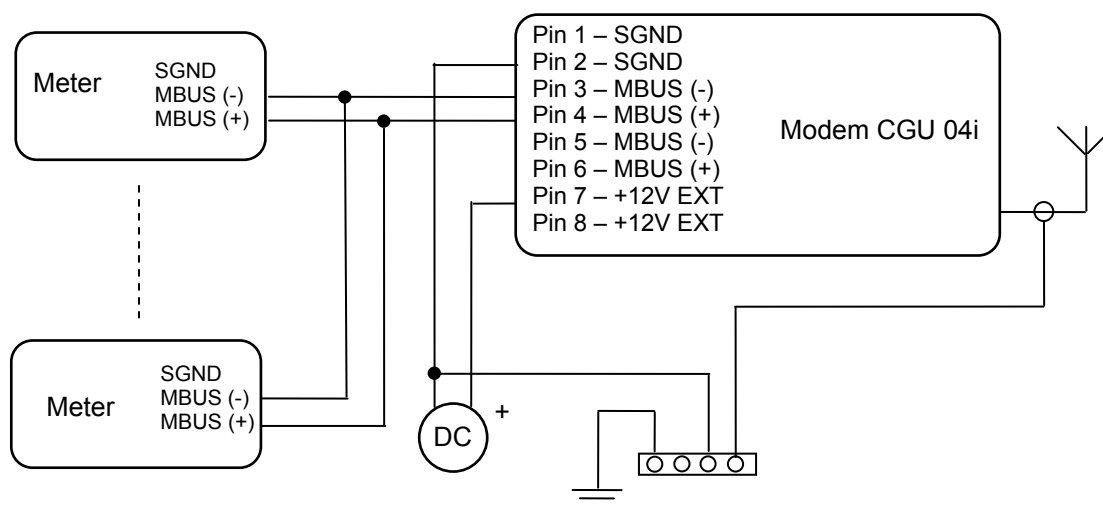 Meter
SGND
MBUS (-)
MBUS (+)
Pin 1 – SGND
Pin 2 – SGND
Pin 3 – MBUS (-)
Pin 4 – MBUS (+)
Pin 5 – MBUS (-)
Pin 6 – MBUS (+)
Pin 7 – +12V EXT
Pin 8 – +12V EXT
Modem CGU 04i
Meter
SGND
MBUS (-)
MBUS (+)
DC
+